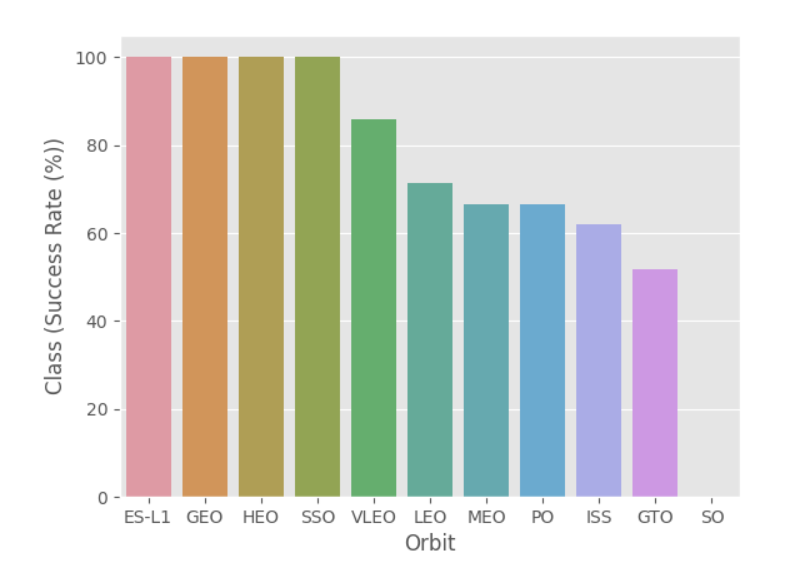 100
80
60
40
20
0
Class (Success Rate (%))
ES-L1 GEO HEO SSO VLEO LEO MEO PO ISS GTO SO
Orbit